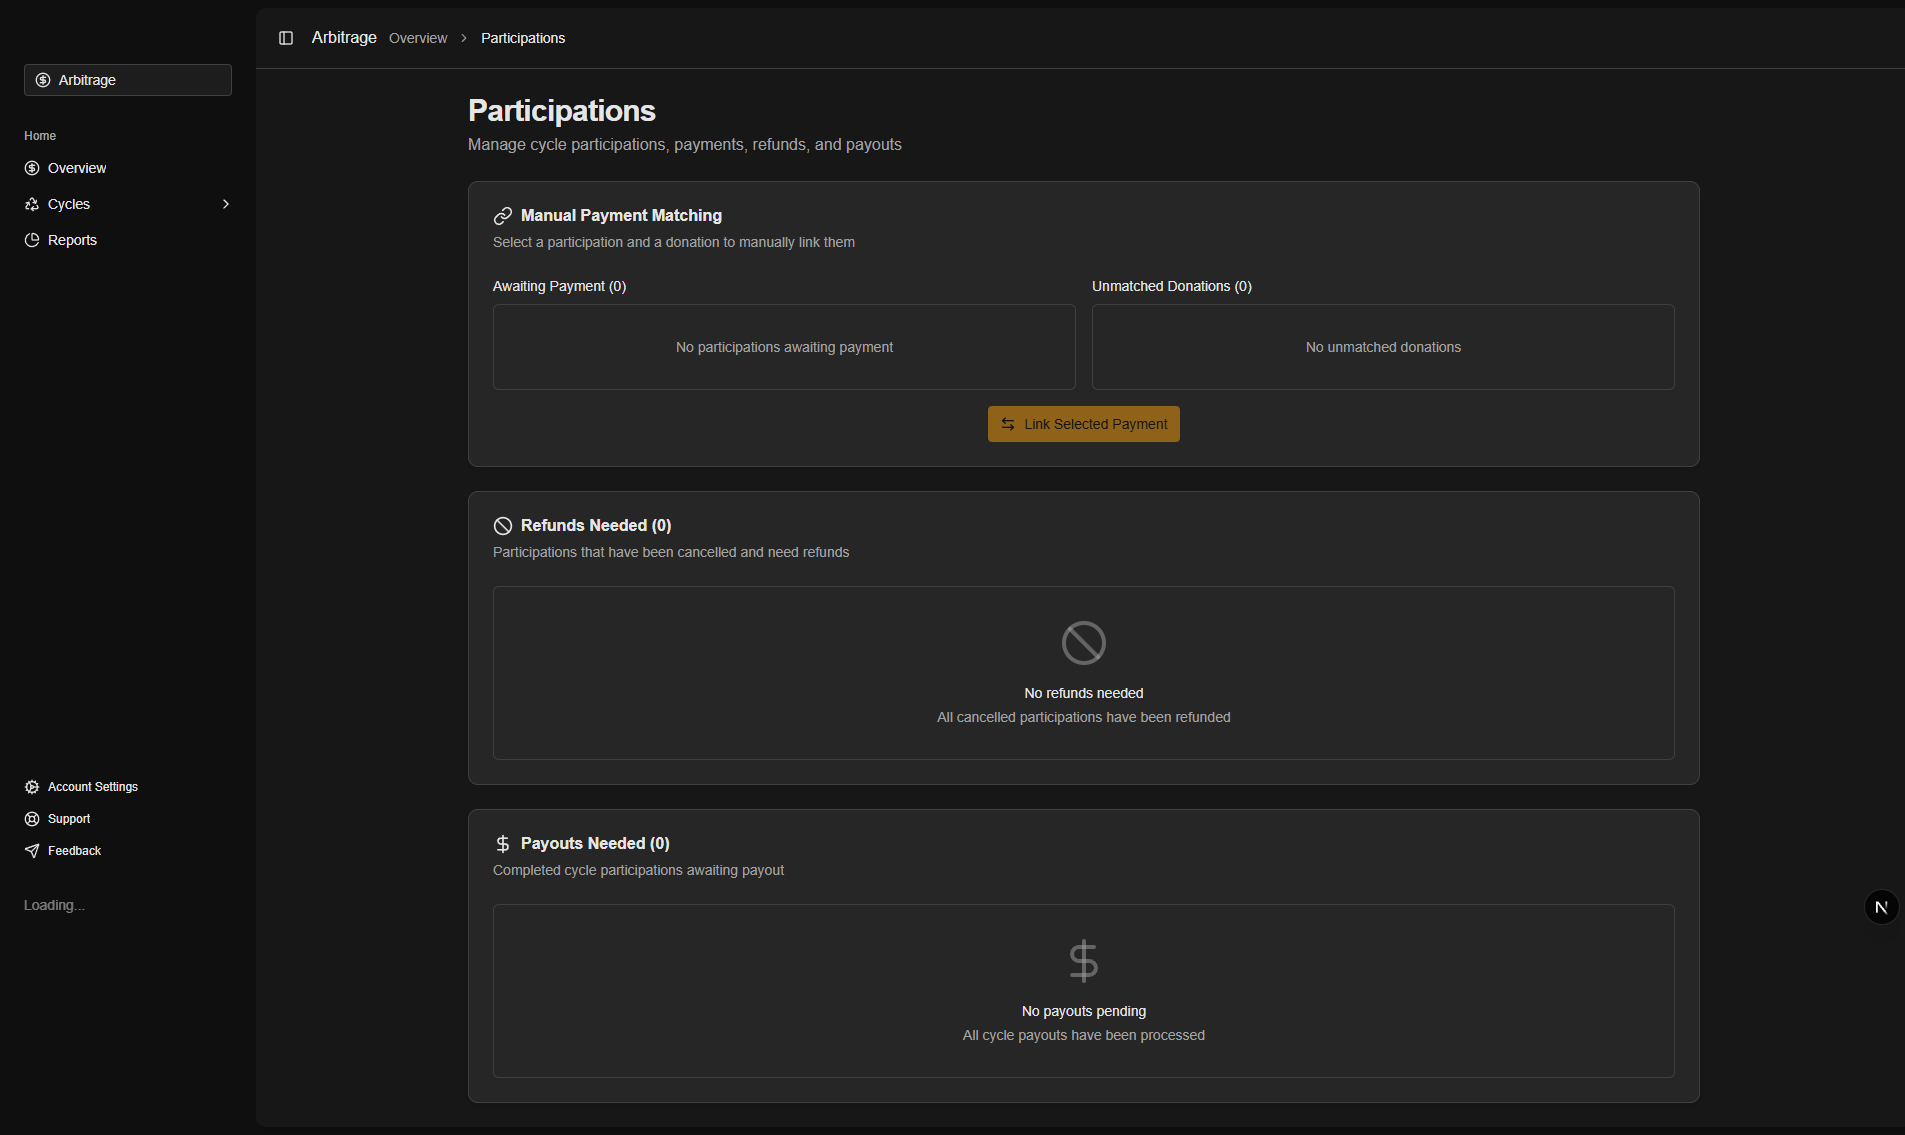 Arbitrage
Home
Overview
Cycles
Reports
Account Settings
Support
Feedback
Loading...
Arbitrage Overview > Participations
Participations
Manage cycle participations, payments, refunds, and payouts
Manual Payment Matching
Select a participation and a donation to manually link them
Awaiting Payment (0)
No participations awaiting payment
Unmatched Donations (0)
No unmatched donations
Link Selected Payment
Refunds Needed (0)
Participations that have been cancelled and need refunds
No refunds needed
All cancelled participations have been refunded
Payouts Needed (0)
Completed cycle participations awaiting payout
No payouts pending
All cycle payouts have been processed
N